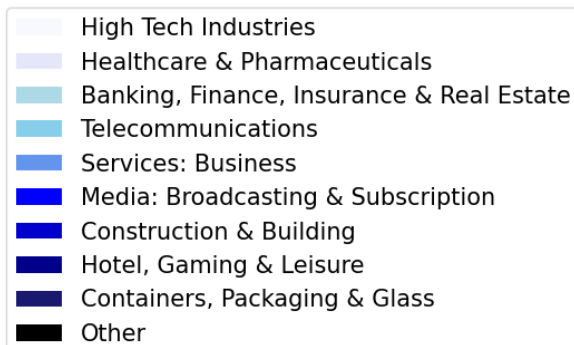 High Tech Industries
Healthcare & Pharmaceuticals
Banking, Finance, Insurance & Real Estate
Telecommunications
Services: Business
Media: Broadcasting & Subscription
Construction & Building
Hotel, Gaming & Leisure
Containers, Packaging & Glass
Other